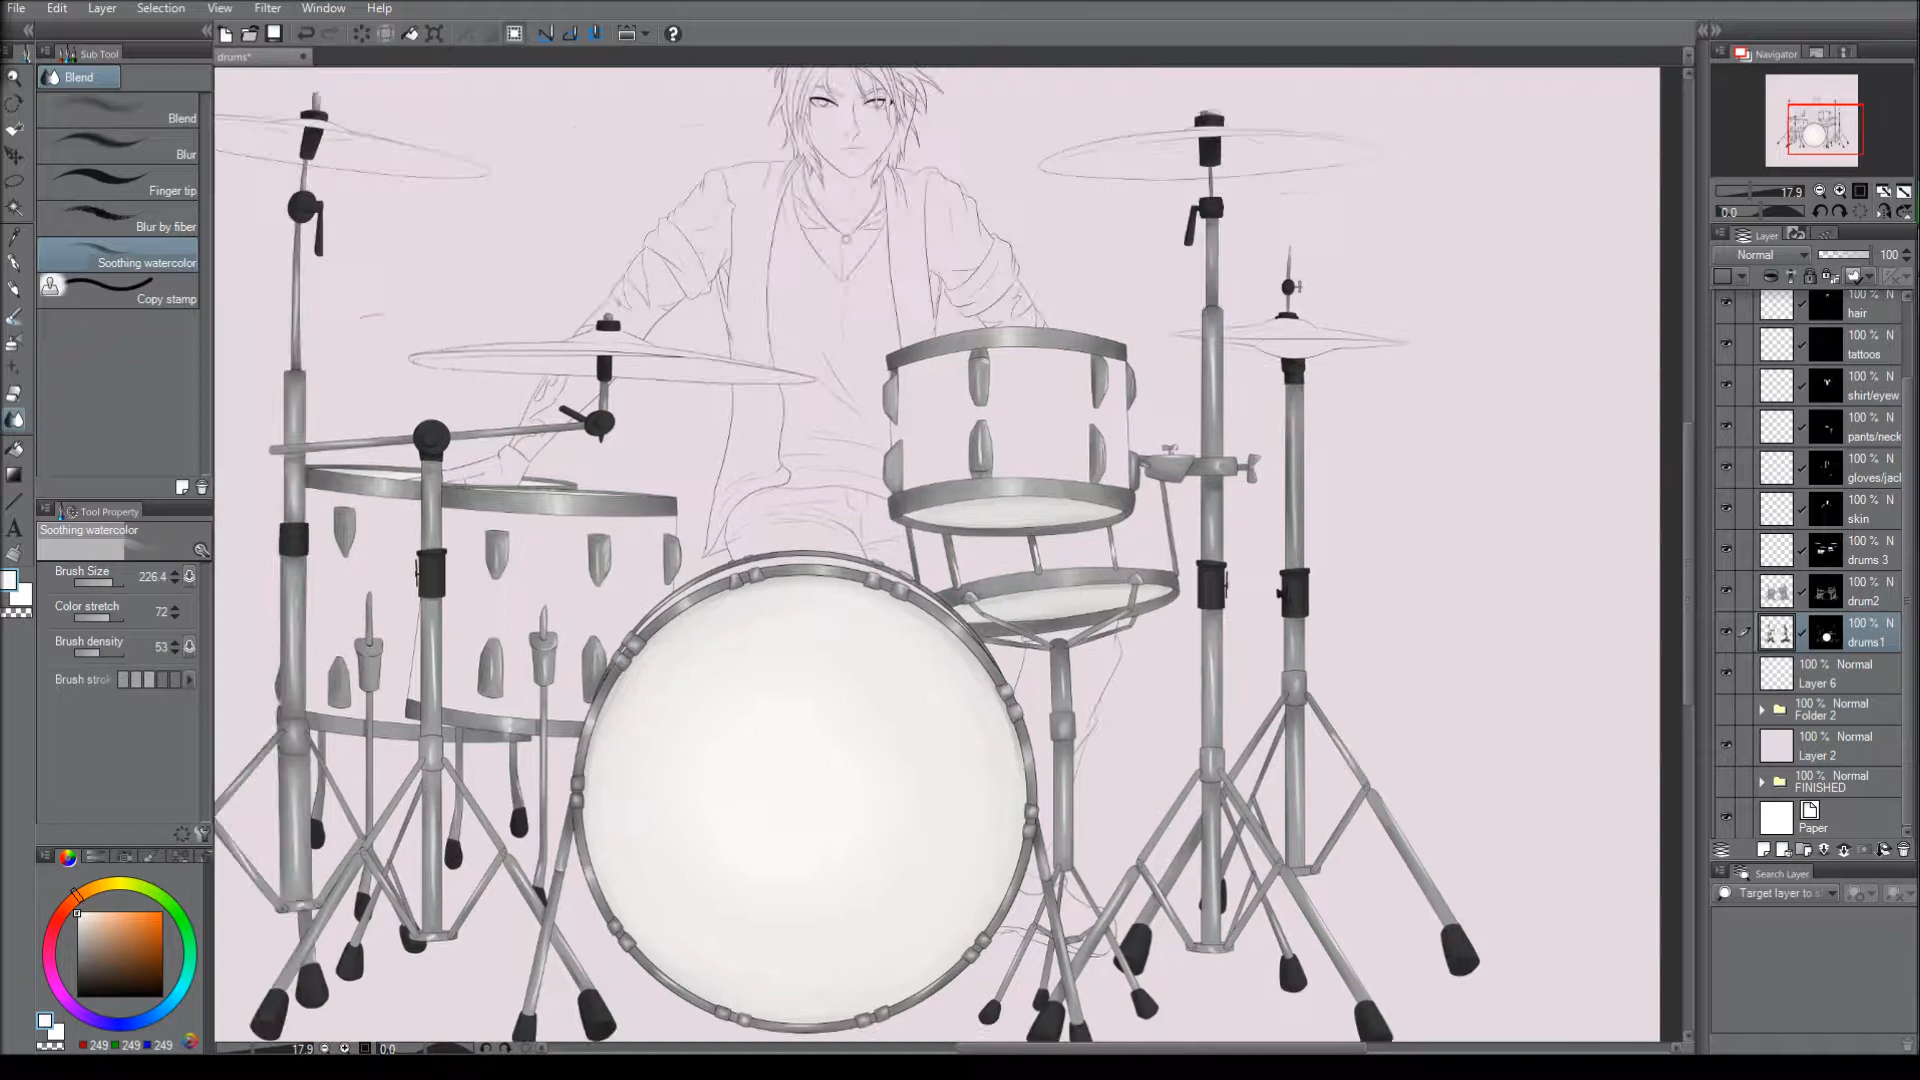 File Edit Layer Selection View Filter Window Help
drums*
Sub Tool
Blend
Blend
Blur
Finger tip
Blur by fiber
Soothing watercolor
Copy stamp
Tool Property
Soothing watercolor
Brush Size 226.4
Color stretch 72
Brush density 53
Brush strok
249 249 249
17.9 0.0
Navigator
17.9
0.0
Layer
Normal 100
100 % N
hair
100 % N
tattoos
100 % N
shirt/eyew
100 % N
pants/neck
100 % N
gloves/jack
100 % N
skin
100 % N
drums 3
100 % N
drum2
100 % N
drums1
100 % Normal
Layer 6
100 % Normal
Folder 2
100 % Normal
Layer 2
100 % Normal
FINISHED
Paper
Search Layer
Target layer to s